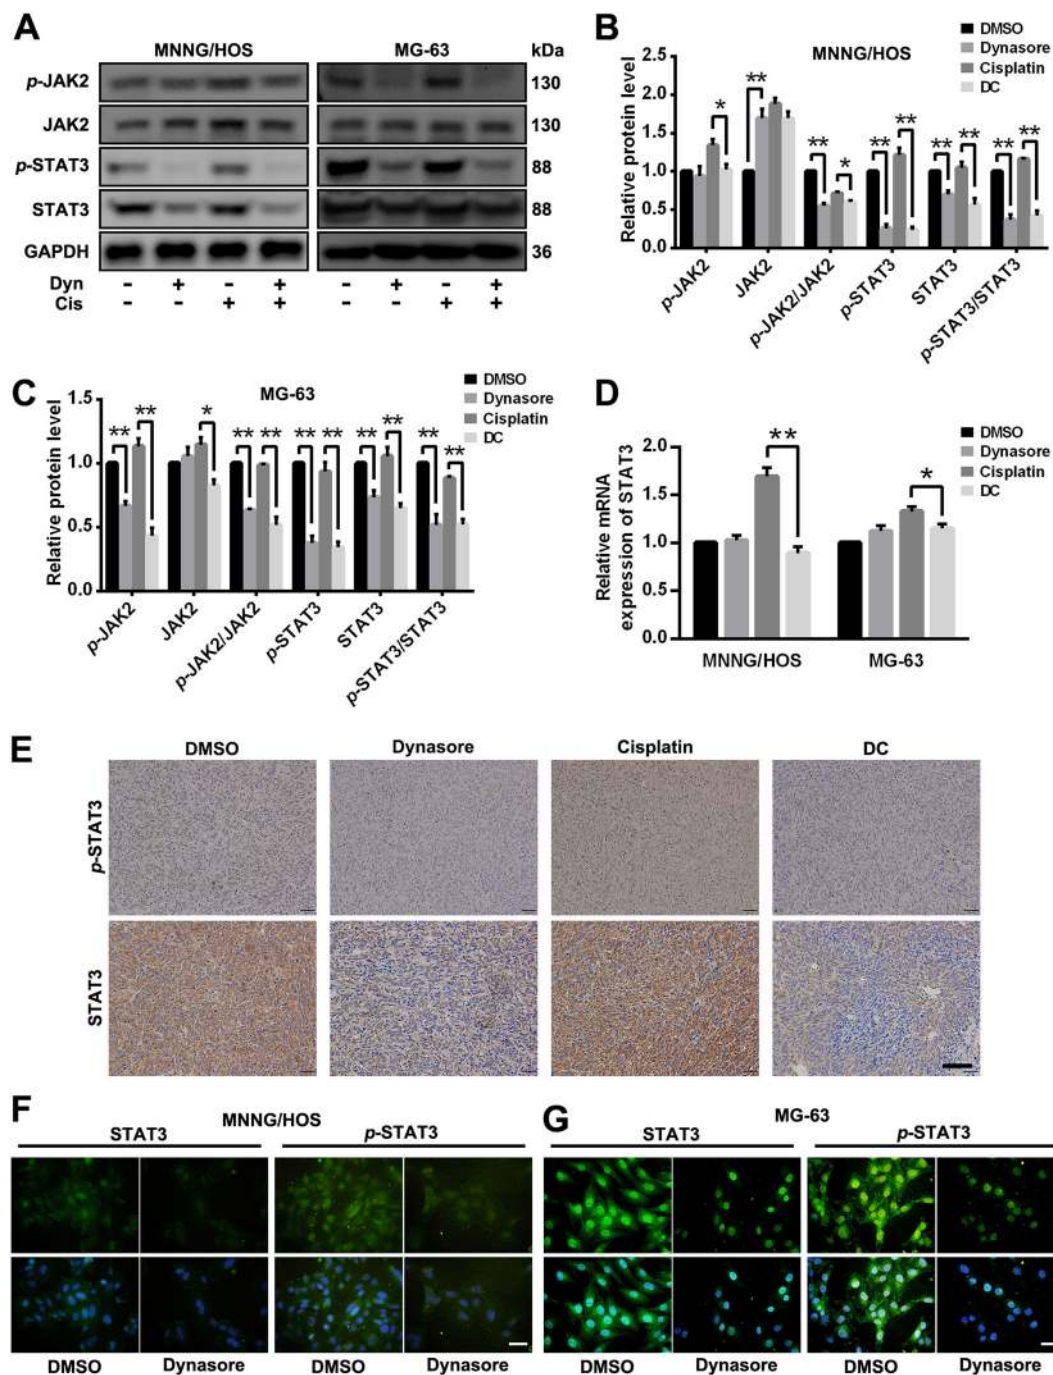 A
MNNG/HOS MG-63 kDa
p-JAK2 130
JAK2 130
p-STAT3 88
STAT3 88
GAPDH 36
Dyn - + - + - + - +
Cis - - + + - - + +
B
MNNG/HOS
DMSO
Dynasore
Cisplatin
DC
Relative protein level
2.5
2.0
1.5
1.0
0.5
0.0
* ** ** * ** ** ** ** ** **
p-JAK2 JAK2 p-JAK2/JAK2 p-STAT3 STAT3 p-STAT3/STAT3
C
MG-63
DMSO
Dynasore
Cisplatin
DC
Relative protein level
1.5
1.0
0.5
0.0
** ** * ** ** ** ** ** ** ** **
p-JAK2 JAK2 p-JAK2/JAK2 p-STAT3 STAT3 p-STAT3/STAT3
D
DMSO
Dynasore
Cisplatin
DC
Relative mRNA
expression of STAT3
2.0
1.5
1.0
0.5
0.0
** *
MNNG/HOS MG-63
E
DMSO Dynasore Cisplatin DC
p-STAT3
STAT3
F
MNNG/HOS
STAT3 p-STAT3
DMSO Dynasore DMSO Dynasore
G
MG-63
STAT3 p-STAT3
DMSO Dynasore DMSO Dynasore